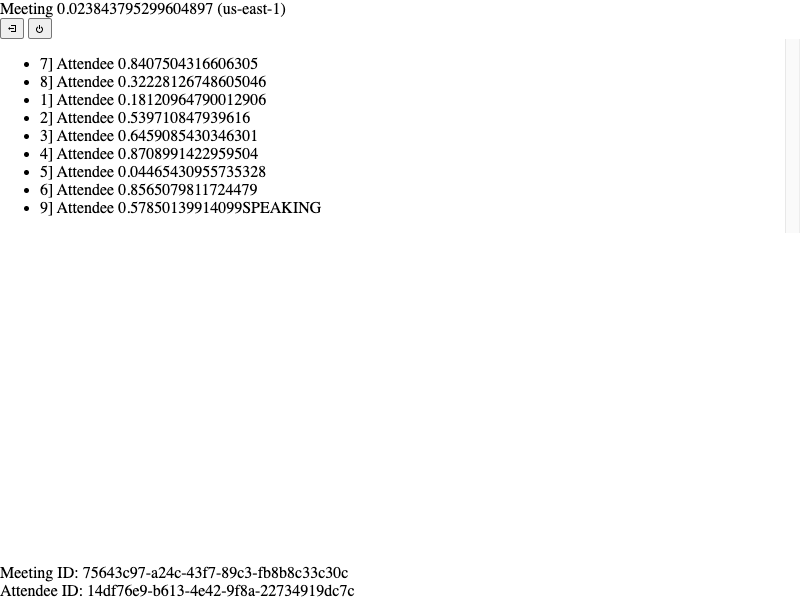 Meeting 0.023843795299604897 (us-east-1)
7] Attendee 0.8407504316606305
8] Attendee 0.32228126748605046
1] Attendee 0.18120964790012906
2] Attendee 0.539710847939616
3] Attendee 0.6459085430346301
4] Attendee 0.8708991422959504
5] Attendee 0.04465430955735328
6] Attendee 0.8565079811724479
9] Attendee 0.57850139914099SPEAKING
Meeting ID: 75643c97-a24c-43f7-89c3-fb8b8c33c30c
Attendee ID: 14df76e9-b613-4e42-9f8a-22734919dc7c